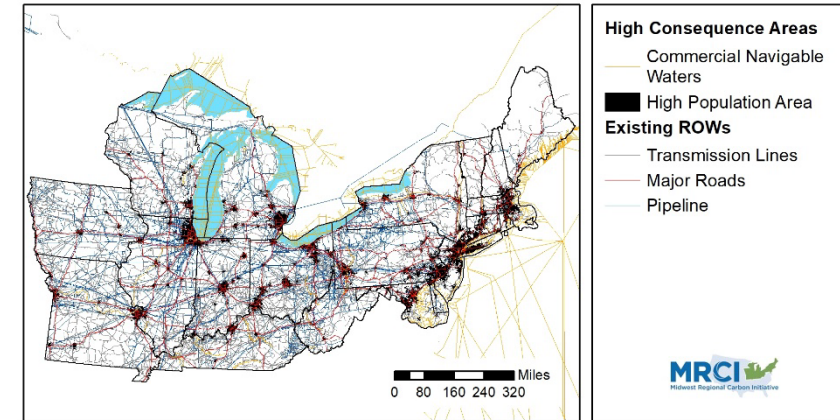 High Consequence Areas
Commercial Navigable
Waters
High Population Area
Existing ROWs
Transmission Lines
Major Roads
Pipeline
Miles
0 80 160 240 320
MRCI
Midwest Regional Carbon Initiative